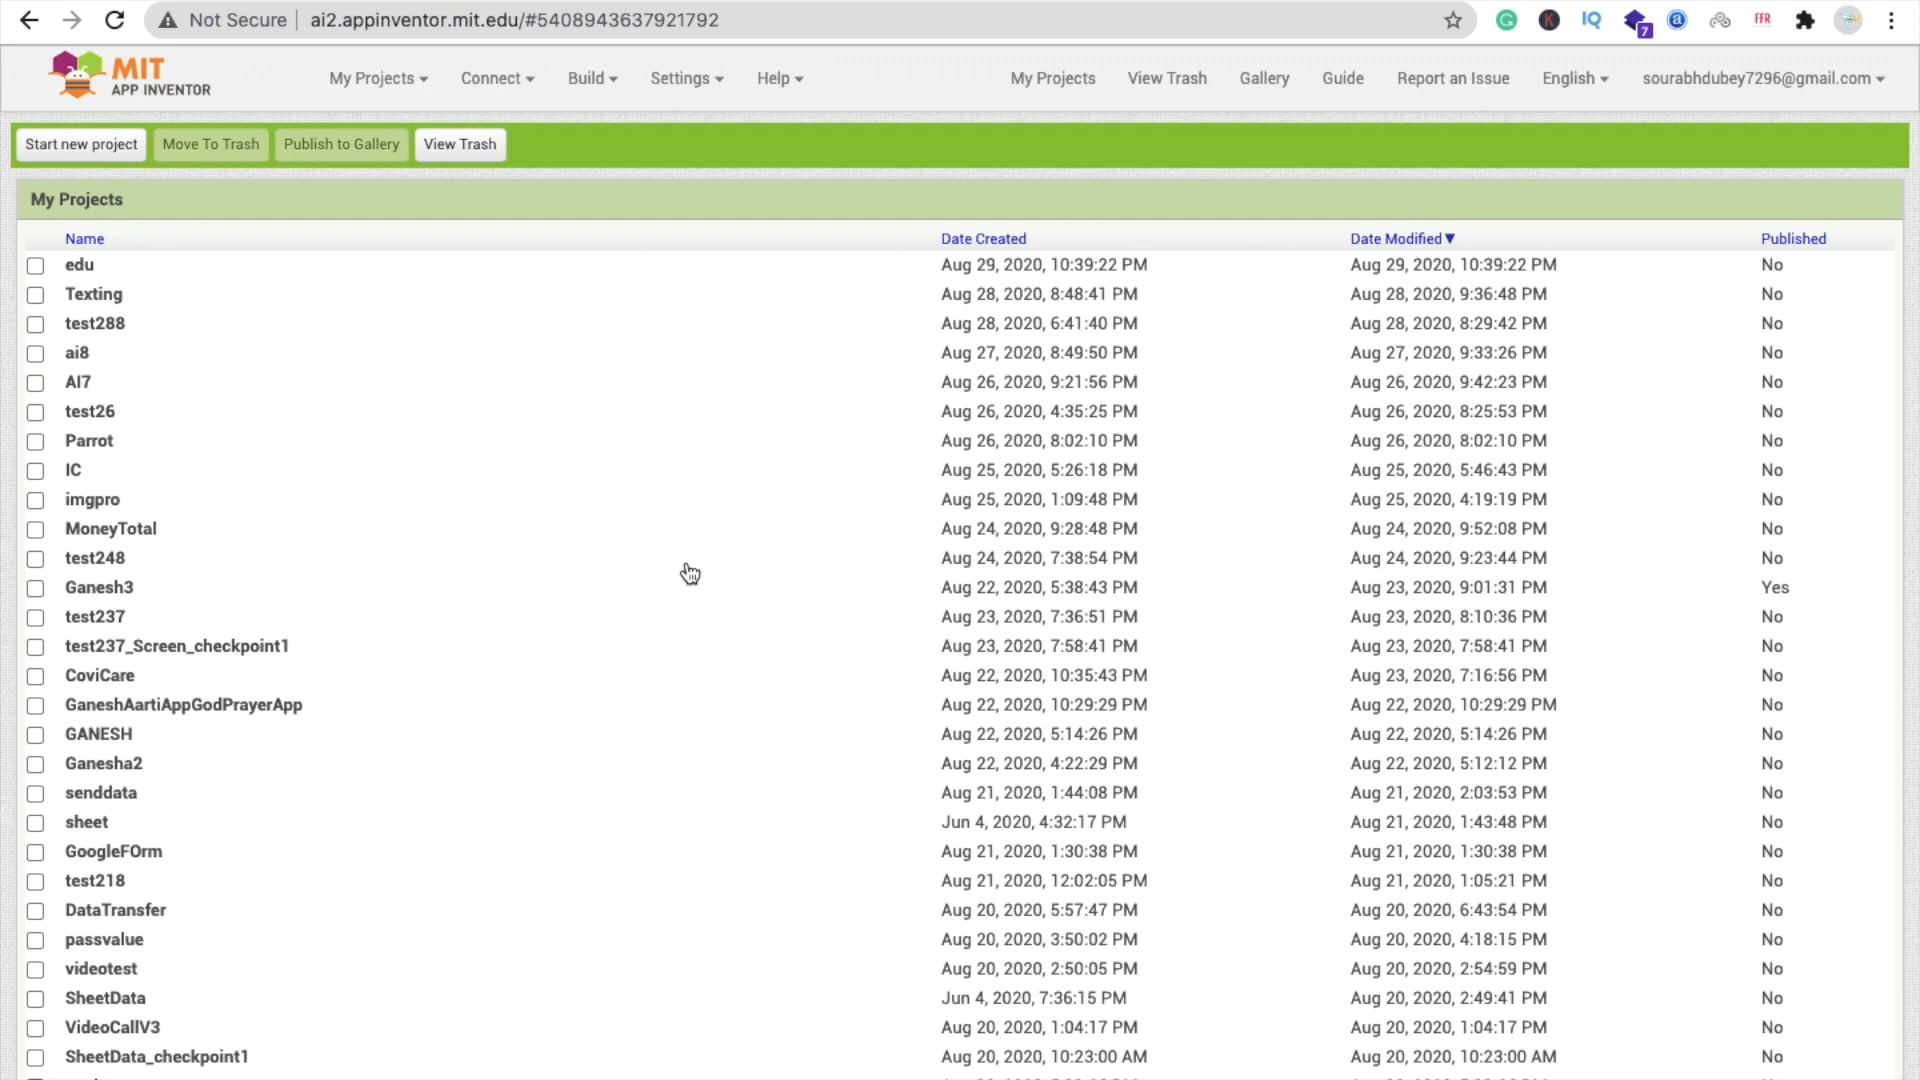 Not Secure | ai2.appinventor.mit.edu/#5408943637921792
K IQ 7 a FFR
MIT APP INVENTOR
My Projects Connect Build Settings Help My Projects View Trash Gallery Guide Report an Issue English sourabhdubey7296@gmail.com
Start new project Move To Trash Publish to Gallery View Trash
My Projects
Name Date Created Date Modified Published
edu Aug 29, 2020, 10:39:22 PM Aug 29, 2020, 10:39:22 PM No
Texting Aug 28, 2020, 8:48:41 PM Aug 28, 2020, 9:36:48 PM No
test288 Aug 28, 2020, 6:41:40 PM Aug 28, 2020, 8:29:42 PM No
ai8 Aug 27, 2020, 8:49:50 PM Aug 27, 2020, 9:33:26 PM No
AI7 Aug 26, 2020, 9:21:56 PM Aug 26, 2020, 9:42:23 PM No
test26 Aug 26, 2020, 4:35:25 PM Aug 26, 2020, 8:25:53 PM No
Parrot Aug 26, 2020, 8:02:10 PM Aug 26, 2020, 8:02:10 PM No
IC Aug 25, 2020, 5:26:18 PM Aug 25, 2020, 5:46:43 PM No
imgpro Aug 25, 2020, 1:09:48 PM Aug 25, 2020, 4:19:19 PM No
MoneyTotal Aug 24, 2020, 9:28:48 PM Aug 24, 2020, 9:52:08 PM No
test248 Aug 24, 2020, 7:38:54 PM Aug 24, 2020, 9:23:44 PM No
Ganesh3 Aug 22, 2020, 5:38:43 PM Aug 23, 2020, 9:01:31 PM Yes
test237 Aug 23, 2020, 7:36:51 PM Aug 23, 2020, 8:10:36 PM No
test237_Screen_checkpoint1 Aug 23, 2020, 7:58:41 PM Aug 23, 2020, 7:58:41 PM No
CoviCare Aug 22, 2020, 10:35:43 PM Aug 23, 2020, 7:16:56 PM No
GaneshAartiAppGodPrayerApp Aug 22, 2020, 10:29:29 PM Aug 22, 2020, 10:29:29 PM No
GANESH Aug 22, 2020, 5:14:26 PM Aug 22, 2020, 5:14:26 PM No
Ganesha2 Aug 22, 2020, 4:22:29 PM Aug 22, 2020, 5:12:12 PM No
senddata Aug 21, 2020, 1:44:08 PM Aug 21, 2020, 2:03:53 PM No
sheet Jun 4, 2020, 4:32:17 PM Aug 21, 2020, 1:43:48 PM No
GoogleFOrm Aug 21, 2020, 1:30:38 PM Aug 21, 2020, 1:30:38 PM No
test218 Aug 21, 2020, 12:02:05 PM Aug 21, 2020, 1:05:21 PM No
DataTransfer Aug 20, 2020, 5:57:47 PM Aug 20, 2020, 6:43:54 PM No
passvalue Aug 20, 2020, 3:50:02 PM Aug 20, 2020, 4:18:15 PM No
videotest Aug 20, 2020, 2:50:05 PM Aug 20, 2020, 2:54:59 PM No
SheetData Jun 4, 2020, 7:36:15 PM Aug 20, 2020, 2:49:41 PM No
VideoCallV3 Aug 20, 2020, 1:04:17 PM Aug 20, 2020, 1:04:17 PM No
SheetData_checkpoint1 Aug 20, 2020, 10:23:00 AM Aug 20, 2020, 10:23:00 AM No